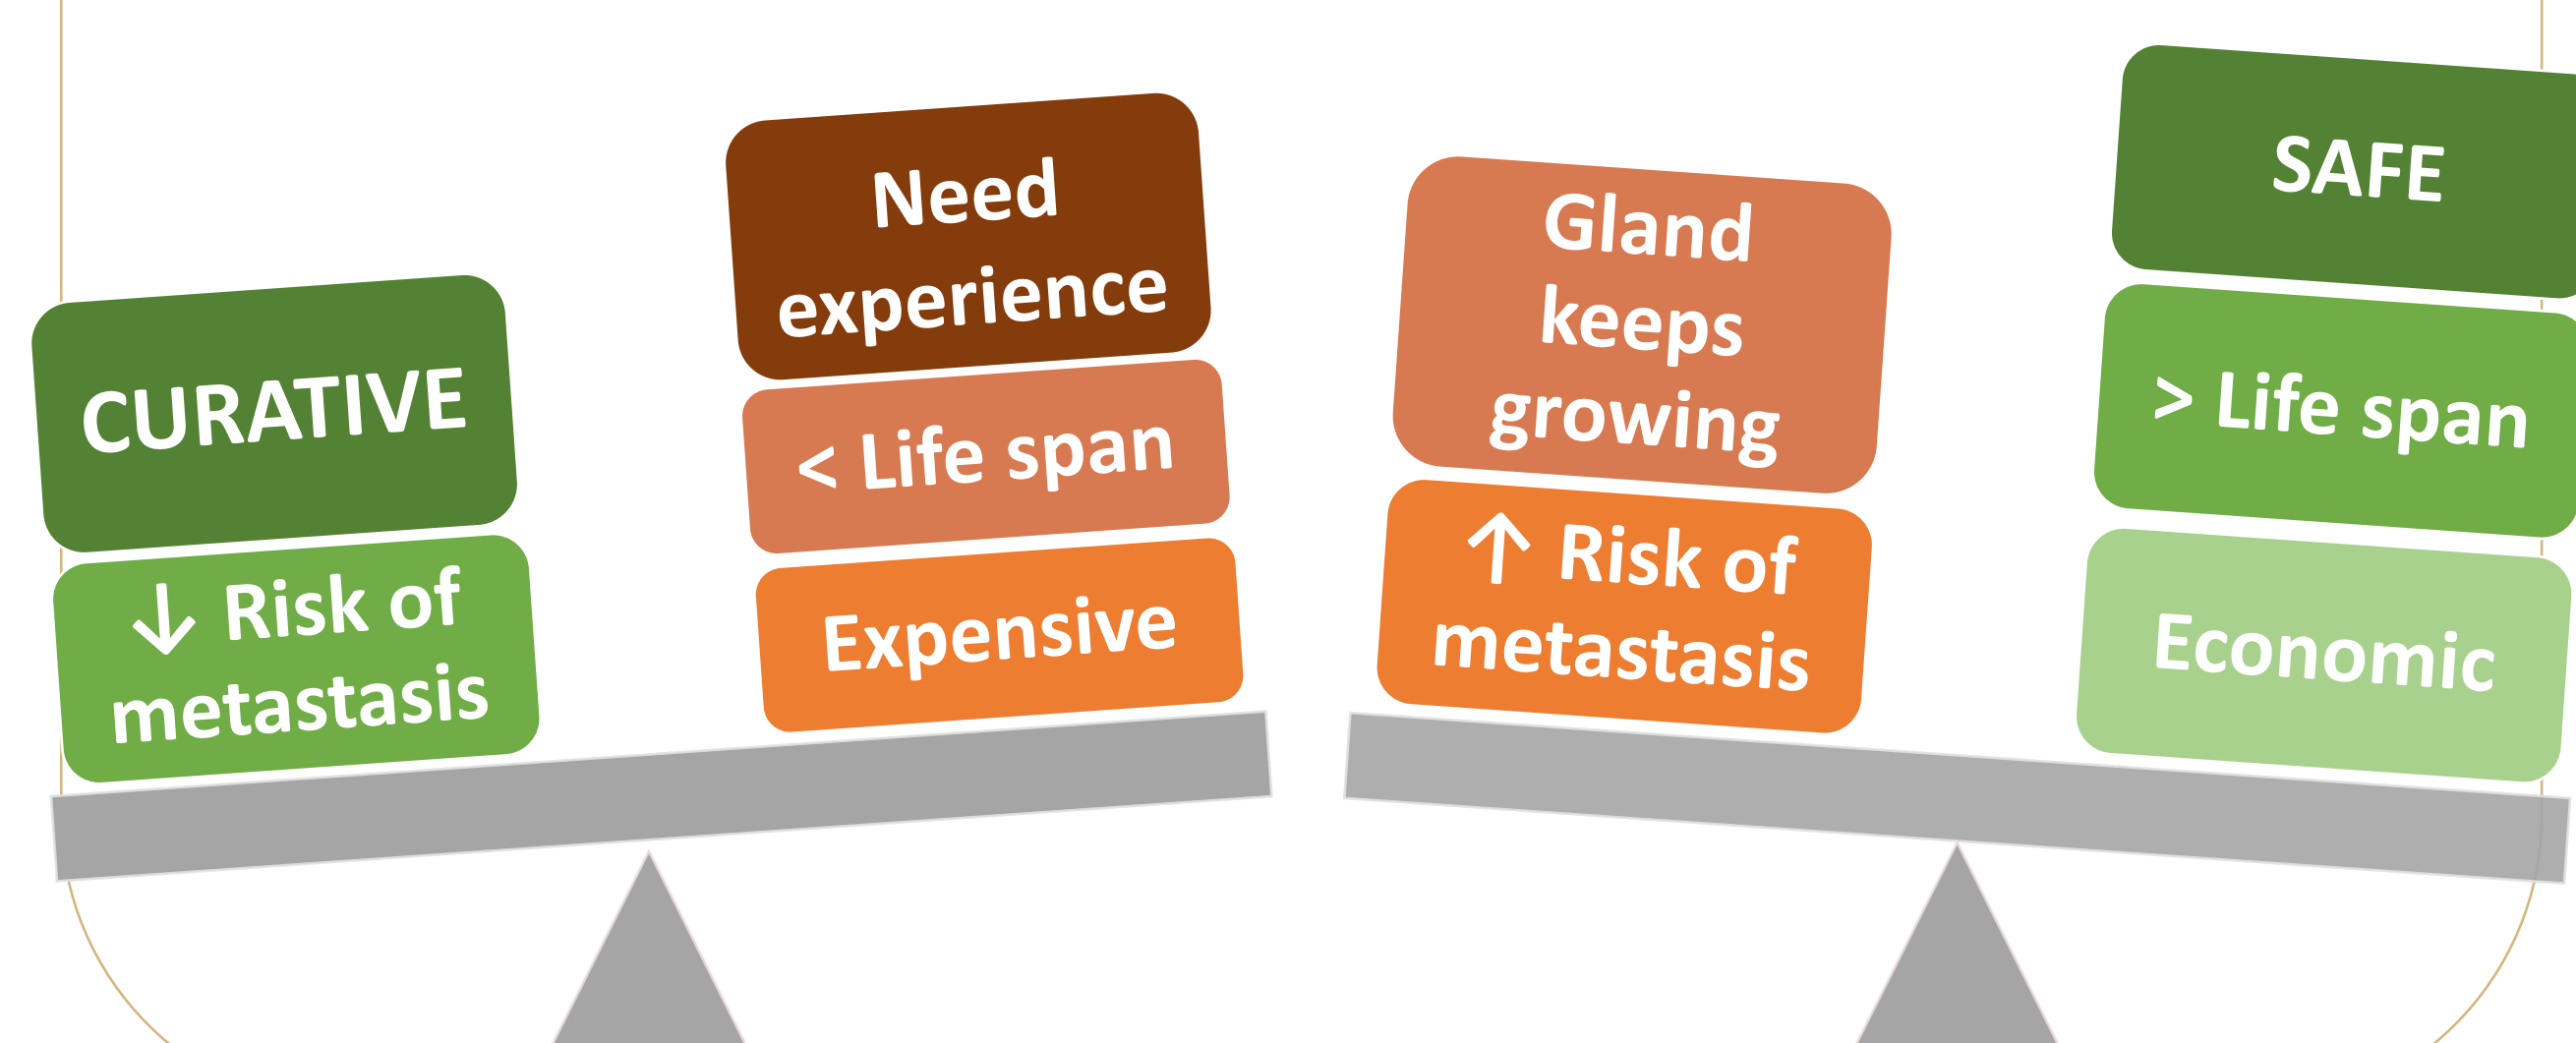 CURATIVE
↓ Risk of
metastasis
Need
experience
< Life span
Expensive
Gland
keeps
growing
↑ Risk of
metastasis
SAFE
> Life span
Economic